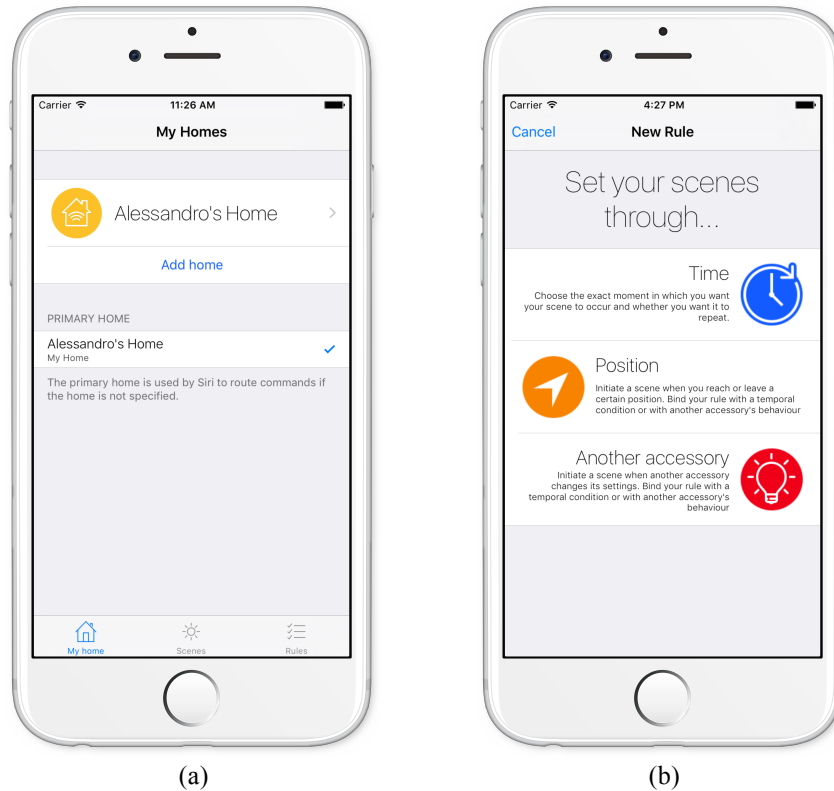 Carrier 11:26 AM
My Homes
Alessandro's Home
Add home
PRIMARY HOME
Alessandro's Home
My Home
The primary home is used by Siri to route commands if
the home is not specified.
My home Scenes Rules
(a)
Carrier 4:27 PM
Cancel New Rule
Set your scenes
through...
Time
Choose the exact moment in which you want
your scene to occur and whether you want it to
repeat.
Position
Initiate a scene when you reach or leave a
certain position. Bind your rule with a temporal
condition or with another accessory's behaviour
Another accessory
Initiate a scene when another accessory
changes its settings. Bind your rule with a
temporal condition or with another accessory's
behaviour
(b)